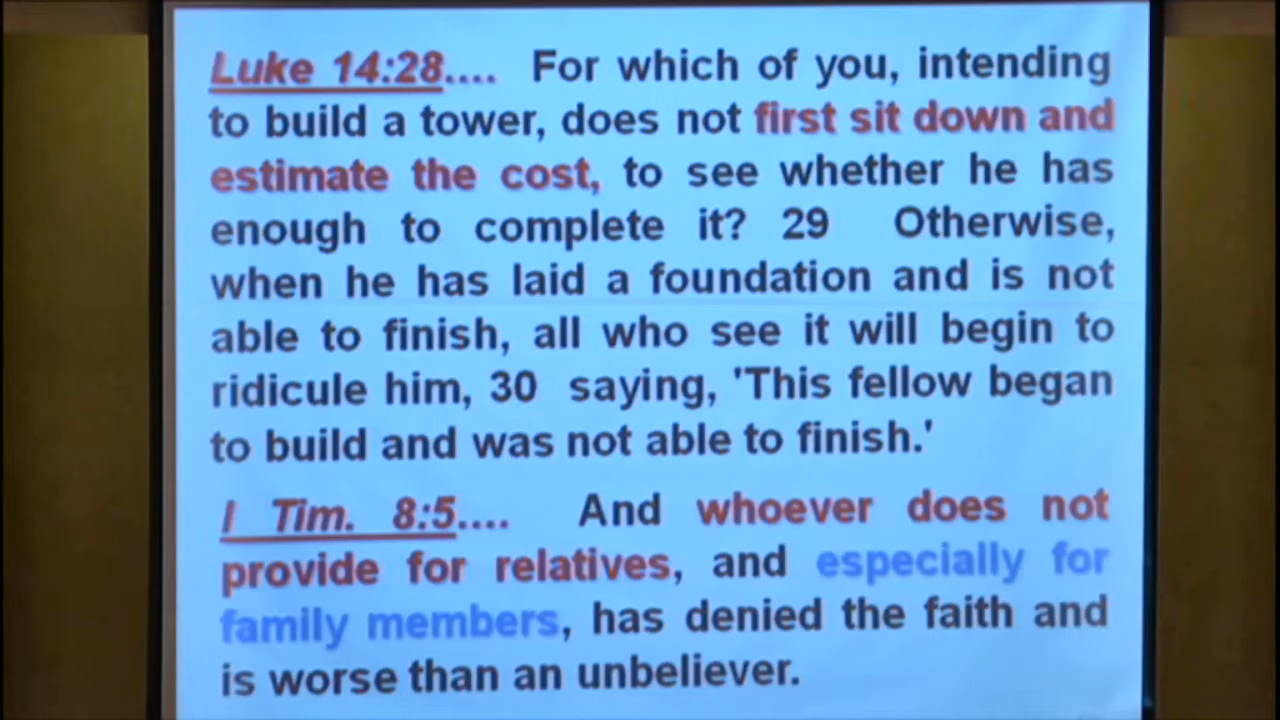 Luke 14:28.... For which of you, intending
to build a tower, does not first sit down and
estimate the cost, to see whether he has
enough to complete it? 29 Otherwise,
when he has laid a foundation and is not
able to finish, all who see it will begin to
ridicule him, 30 saying, 'This fellow began
to build and was not able to finish.'
I Tim. 8:5.... And whoever does not
provide for relatives, and especially for
family members, has denied the faith and
is worse than an unbeliever.